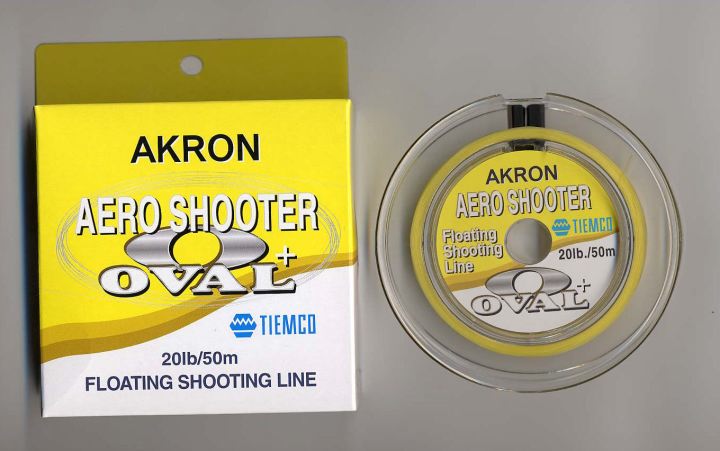 AKRON
AERO SHOOTER
OVAL+
TIEMCO
20lb/50m
FLOATING SHOOTING LINE
AKRON
AERO SHOOTER
TIEMCO
Floating
Shooting
Line
20lb./50m
OVAL+